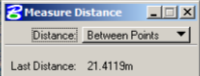 Measure Distance
Distance: Between Points
Last Distance: 21.4119m